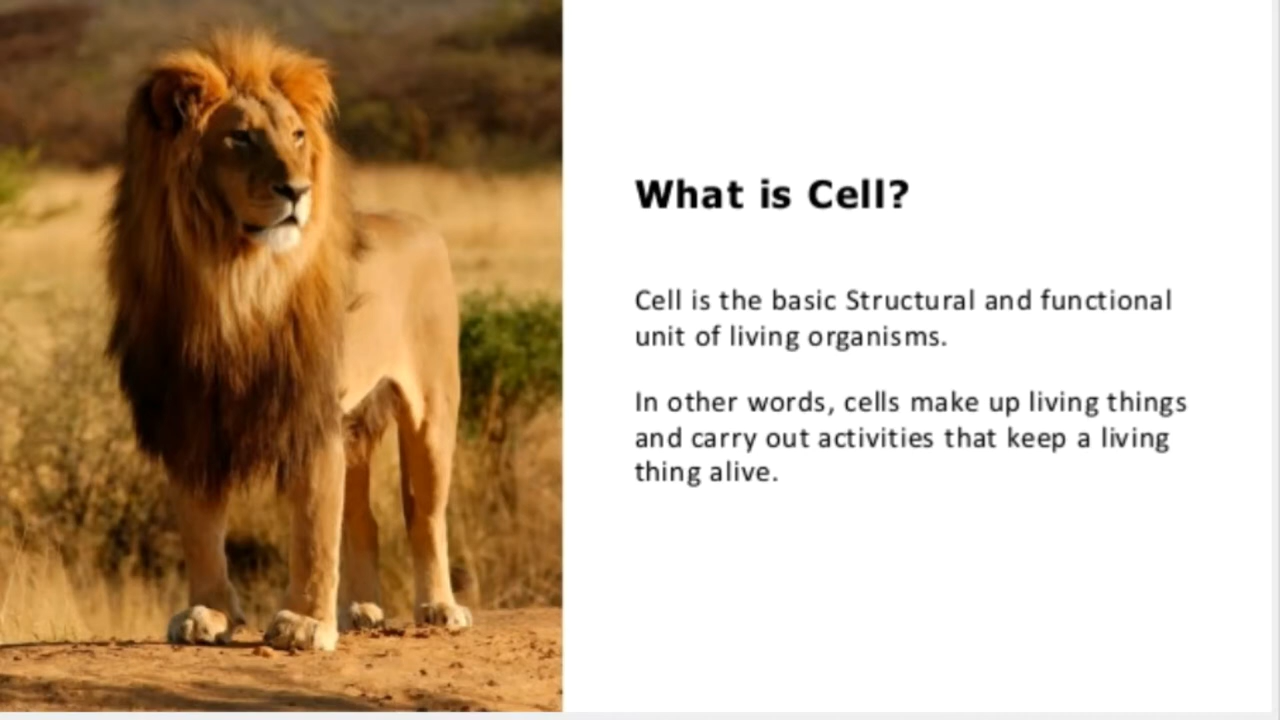 What is Cell?
Cell is the basic Structural and functional
unit of living organisms.
In other words, cells make up living things
and carry out activities that keep a living
thing alive.